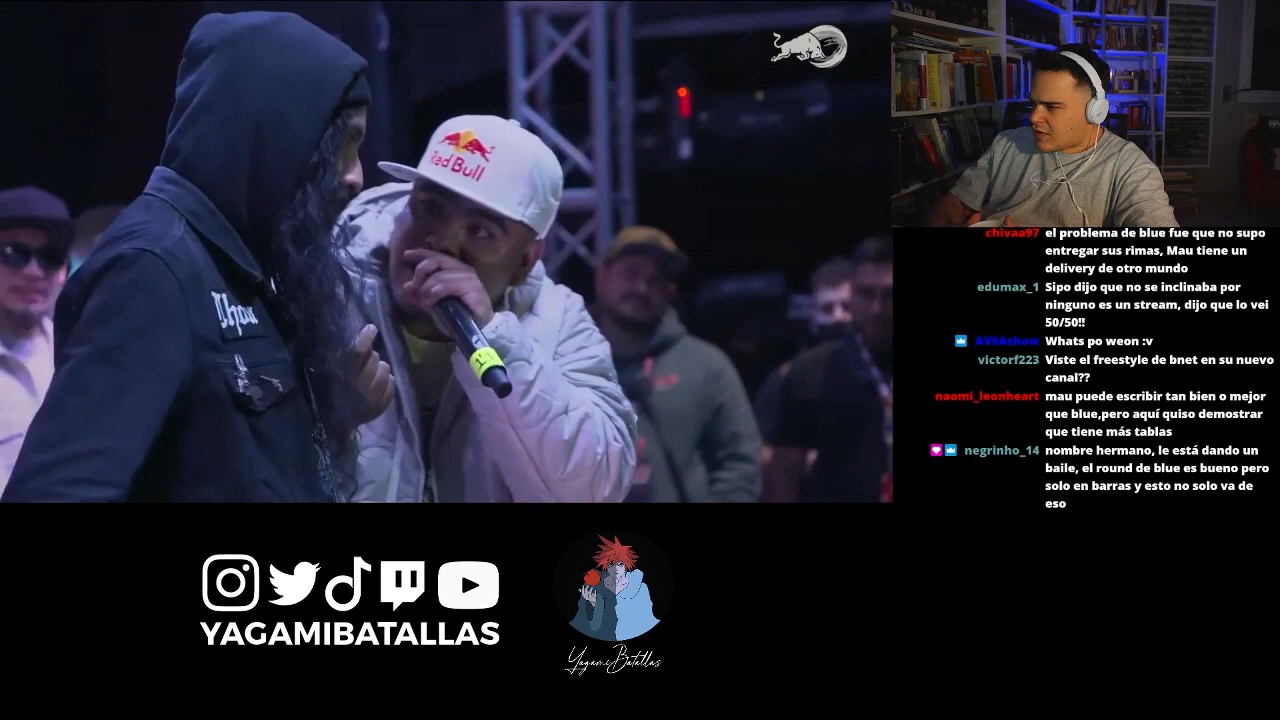 Red Bull
chivaa97 el problema de blue fue que no supo
entregar sus rimas, Mau tiene un
delivery de otro mundo
edumax_1 Sipo dijo que no se inclinaba por
ninguno es un stream, dijo que lo vei
50/50!!
AVSAshow Whats po weon :v
victorf223 Viste el freestyle de bnet en su nuevo
canal??
naomi_leonheart mau puede escribir tan bien o mejor
que blue,pero aquí quiso demostrar
que tiene más tablas
negrinho_14 nombre hermano, le está dando un
baile, el round de blue es bueno pero
solo en barras y esto no solo va de
eso
YAGAMIBATALLAS
YagamiBatallas